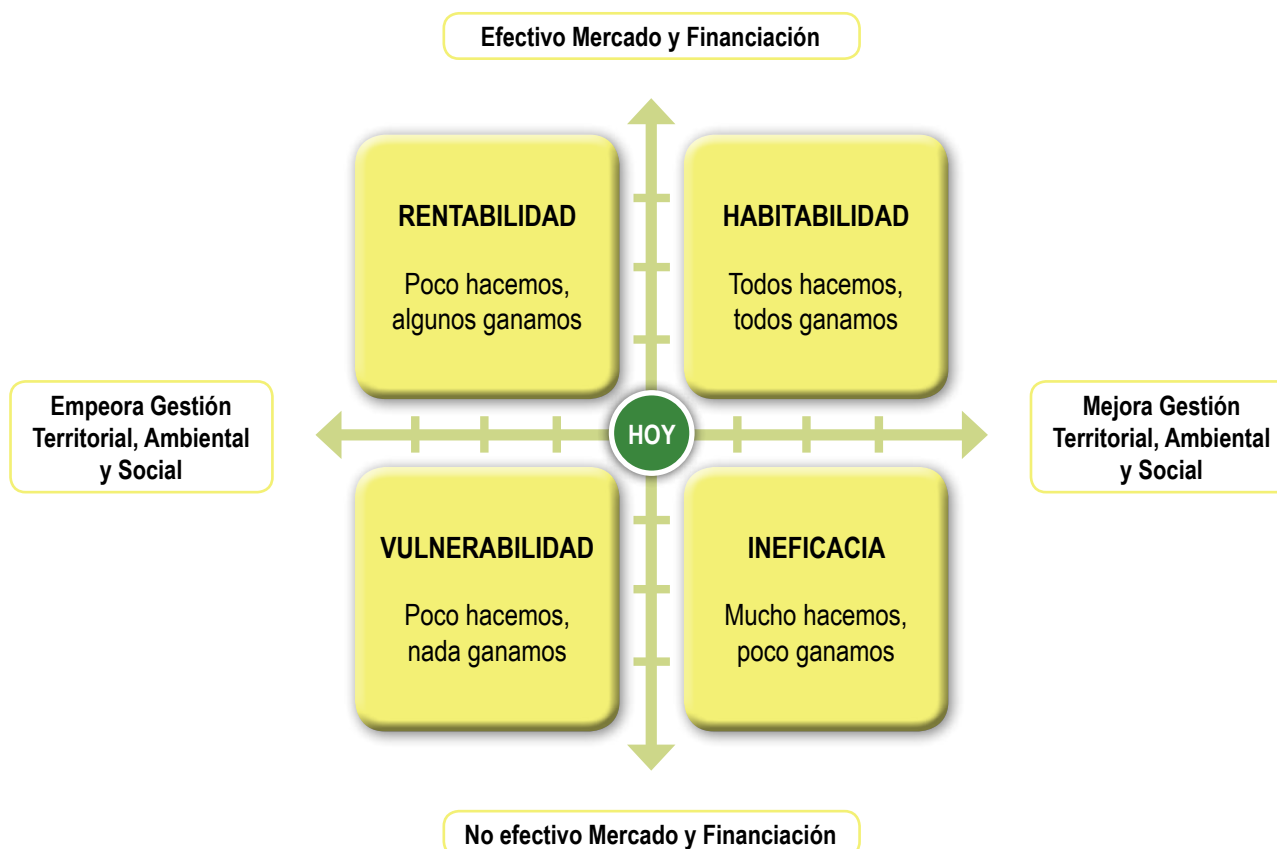 Efectivo Mercado y Financiación
RENTABILIDAD
Poco hacemos,
algunos ganamos
HABITABILIDAD
Todos hacemos,
todos ganamos
Empeora Gestión
Territorial, Ambiental
y Social
HOY
Mejora Gestión
Territorial, Ambiental
y Social
VULNERABILIDAD
Poco hacemos,
nada ganamos
INEFICACIA
Mucho hacemos,
poco ganamos
No efectivo Mercado y Financiación